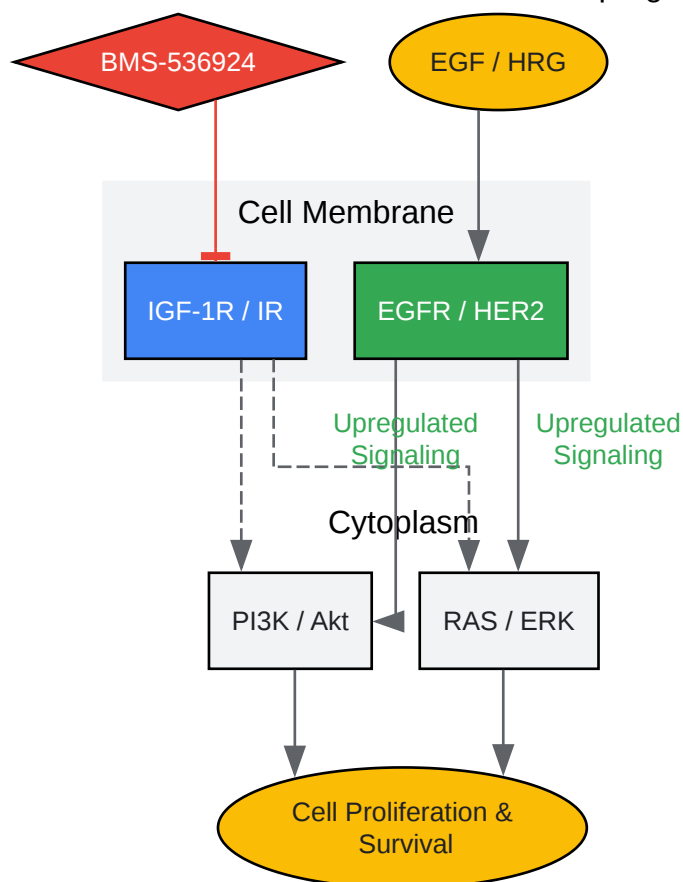 BMS-536924
EGF / HRG
Cell Membrane
IGF-1R / IR
EGFR / HER2
Upregulated
Signaling
Upregulated
Signaling
Cytoplasm
PI3K / Akt
RAS / ERK
Cell Proliferation &
Survival